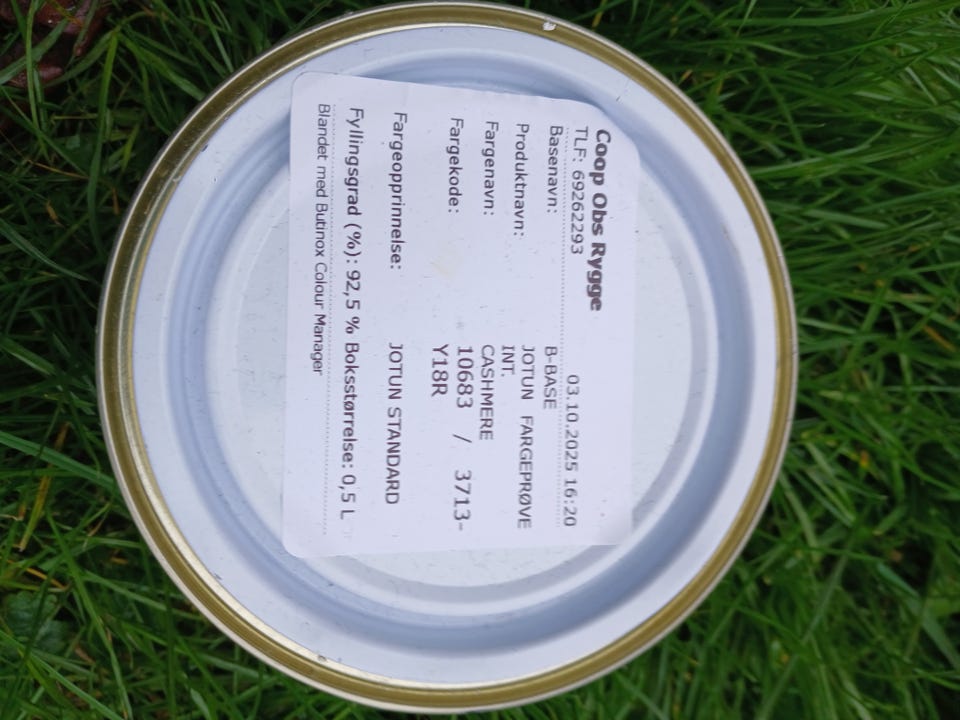 Coop Obs Rygge
TLF: 69262293 03.10.2025 16:20
Basenavn: B-BASE
Produktnavn: JOTUN FARGEPRØVE
INT.
Fargenavn: CASHMERE
Fargekode: 10683 / 3713-
Y18R
Fargeopprinnelse: JOTUN STANDARD
Fyllingsgrad (%): 92,5 % Boksstørrelse: 0,5 L
Blandet med Butinox Colour Manager